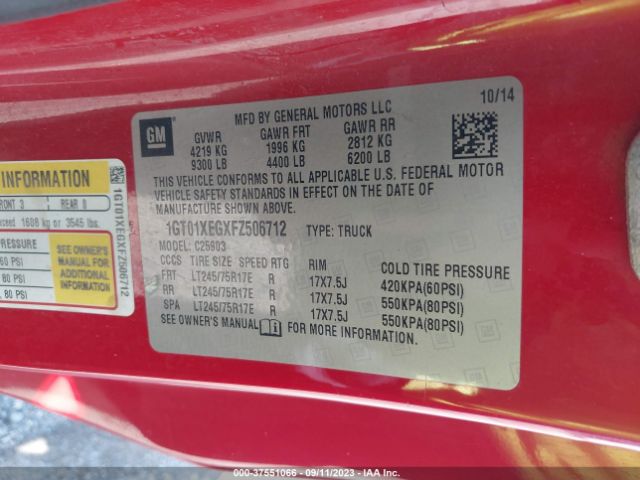 MFD BY GENERAL MOTORS LLC
10/14
GM
GVWR GAWR FRT GAWR RR
4219 KG 1996 KG 2812 KG
9300 LB 4400 LB 6200 LB
THIS VEHICLE CONFORMS TO ALL APPLICABLE U.S. FEDERAL MOTOR
VEHICLE SAFETY STANDARDS IN EFFECT ON THE DATE OF
MANUFACTURE SHOWN ABOVE.
1GT01XEGXFZ506712 TYPE: TRUCK
MODEL: C25903
CCCS TIRE SIZE SPEED RTG RIM COLD TIRE PRESSURE
FRT LT245/75R17E R 17X7.5J 420KPA(60PSI)
RR LT245/75R17E R 17X7.5J 550KPA(80PSI)
SPA LT245/75R17E R 17X7.5J 550KPA(80PSI)
SEE OWNER'S MANUAL FOR MORE INFORMATION.
INFORMATION
FRONT 3 REAR 0
exceed 1608 kg or 3545 lbs.
PRESSURE
60 PSI
80 PSI
, 80 PSI
SEE OWNER'S
MANUAL FOR
ADDITIONAL
INFORMATION
1GT01XEGXFZ506712
000-37551066 - 09/11/2023 - IAA Inc.